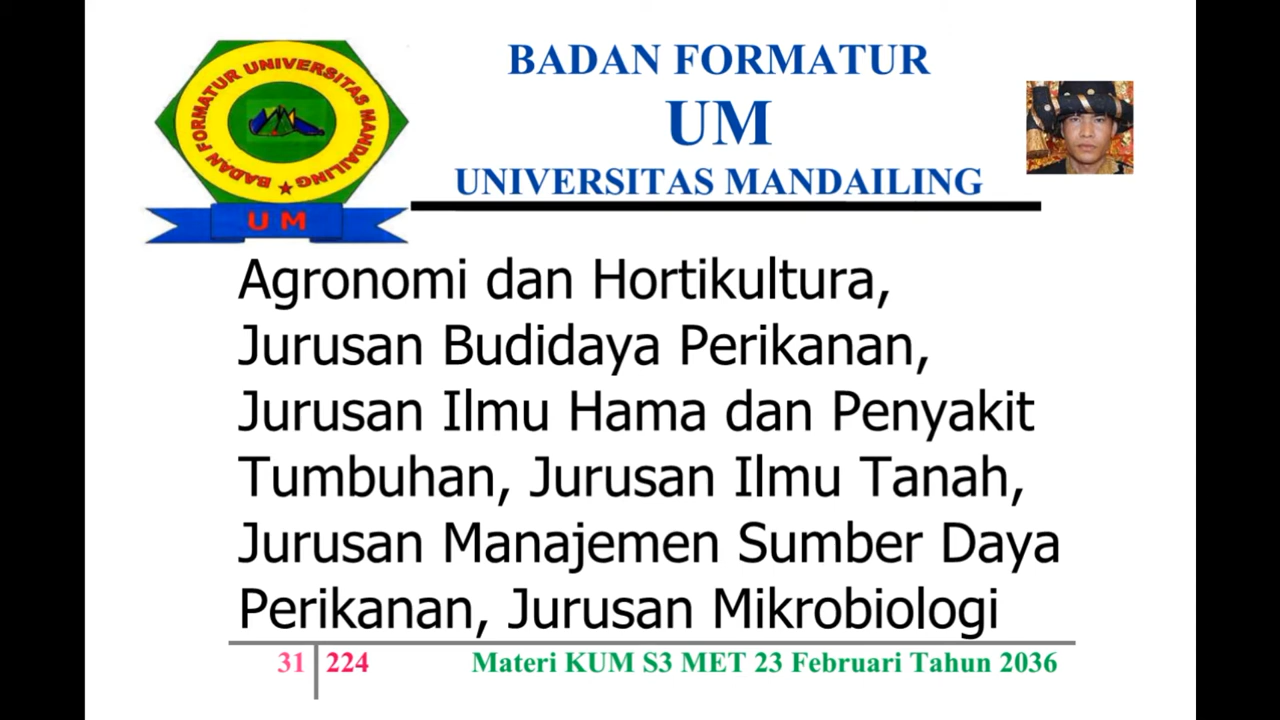 BADAN FORMATUR UNIVERSITAS MANDAILING
U M
BADAN FORMATUR
UM
UNIVERSITAS MANDAILING
Agronomi dan Hortikultura,
Jurusan Budidaya Perikanan,
Jurusan Ilmu Hama dan Penyakit
Tumbuhan, Jurusan Ilmu Tanah,
Jurusan Manajemen Sumber Daya
Perikanan, Jurusan Mikrobiologi
31 224 Materi KUM S3 MET 23 Februari Tahun 2036